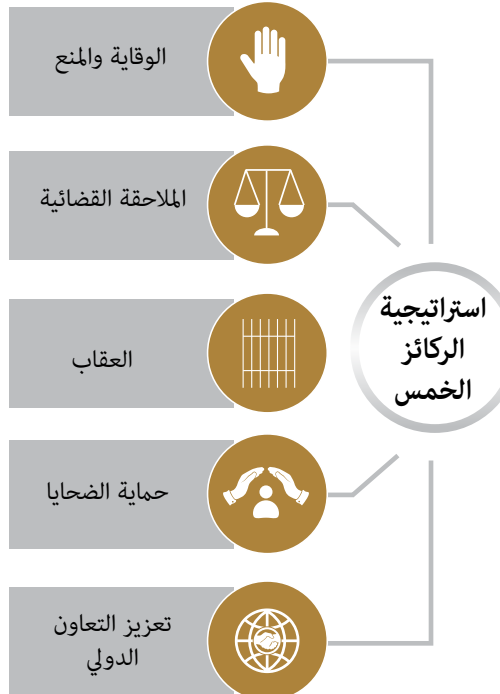 استراتيجية
الركائز
الخمس
الوقاية والمنع
الملاحقة القضائية
العقاب
حماية الضحايا
تعزيز التعاون
الدولي